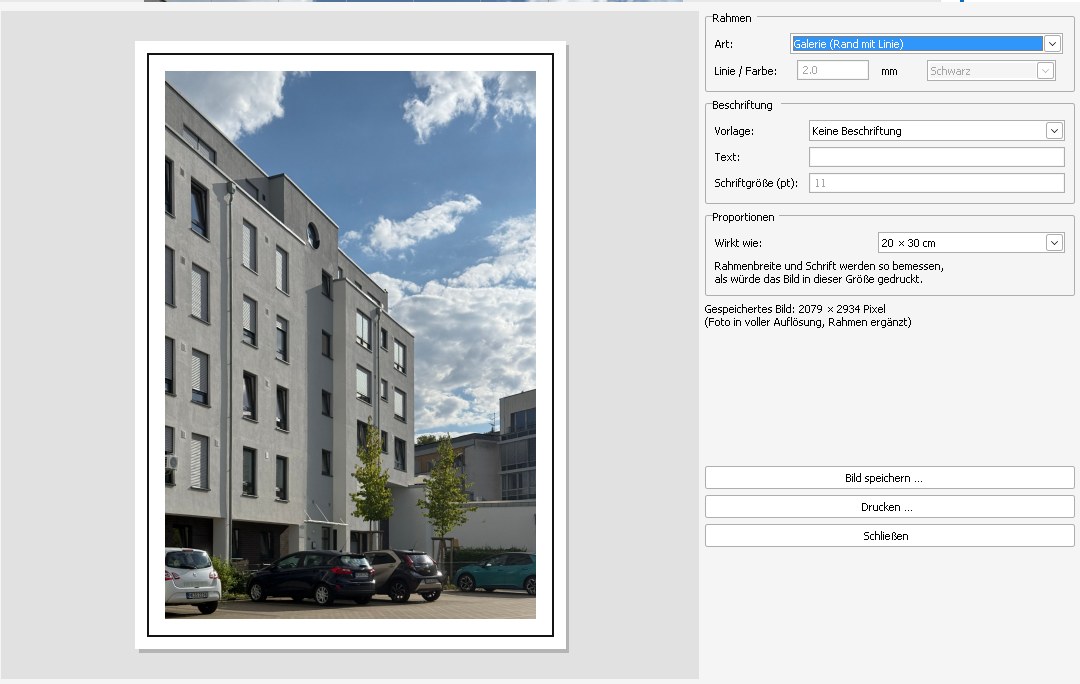 Rahmen
Art: Galerie (Rand mit Linie)
Linie / Farbe: 2.0 mm Schwarz
Beschriftung
Vorlage: Keine Beschriftung
Text:
Schriftgröße (pt): 11
Proportionen
Wirkt wie: 20 × 30 cm
Rahmenbreite und Schrift werden so bemessen,
als würde das Bild in dieser Größe gedruckt.
Gespeichertes Bild: 2079 × 2934 Pixel
(Foto in voller Auflösung, Rahmen ergänzt)
Bild speichern ...
Drucken ...
Schließen